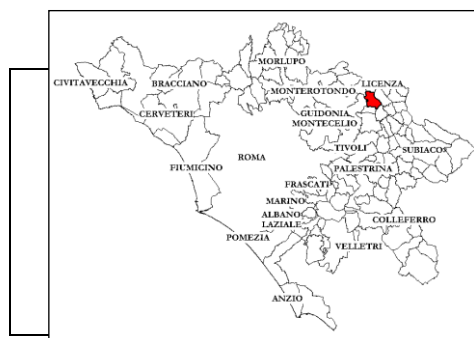 MORLUPO
CIVITAVECCHIA
BRACCIANO
LICENZA
MONTEROTONDO
CERVETERI
GUIDONIA
MONTECELIO
TIVOLI
SUBIACO
ROMA
FIUMICINO
PALESTRINA
FRASCATI
MARINO
ALBANO
LAZIALE
COLLEFERRO
POMEZIA
VELLETRI
ANZIO